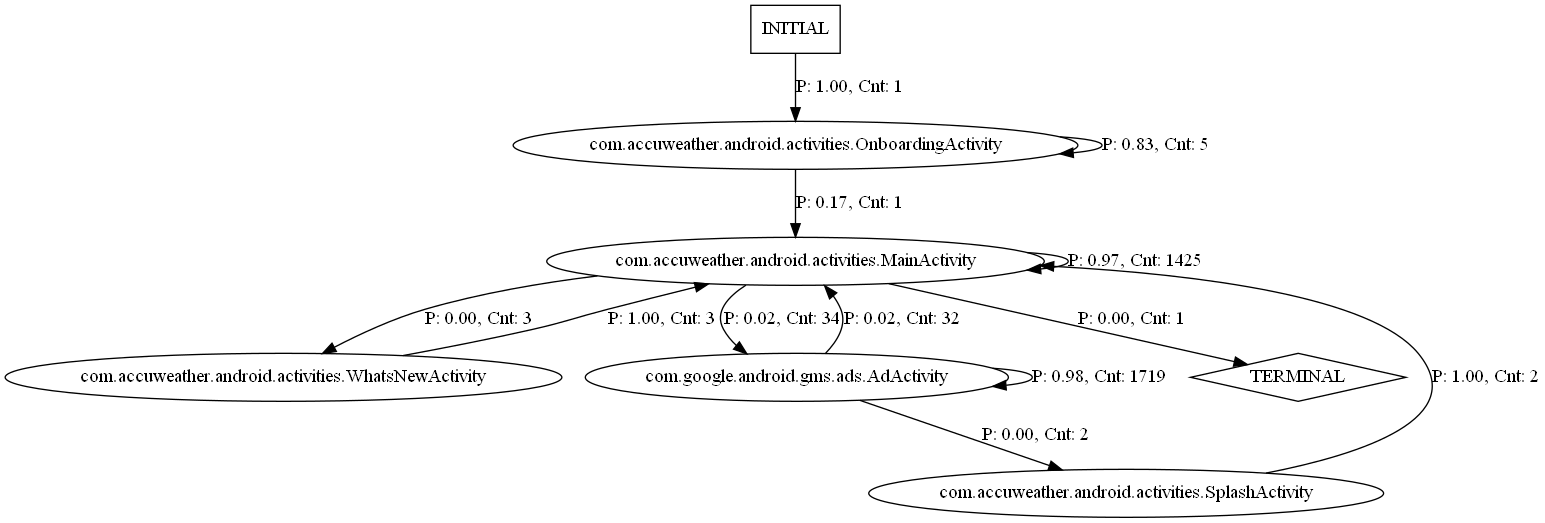 INITIAL
P: 1.00, Cnt: 1
com.accuweather.android.activities.OnboardingActivity
P: 0.83, Cnt: 5
P: 0.17, Cnt: 1
com.accuweather.android.activities.MainActivity
P: 0.97, Cnt: 1425
P: 0.00, Cnt: 3
P: 1.00, Cnt: 3
P: 0.02, Cnt: 34
P: 0.02, Cnt: 32
P: 0.00, Cnt: 1
com.accuweather.android.activities.WhatsNewActivity
com.google.android.gms.ads.AdActivity
P: 0.98, Cnt: 1719
TERMINAL
P: 1.00, Cnt: 2
P: 0.00, Cnt: 2
com.accuweather.android.activities.SplashActivity